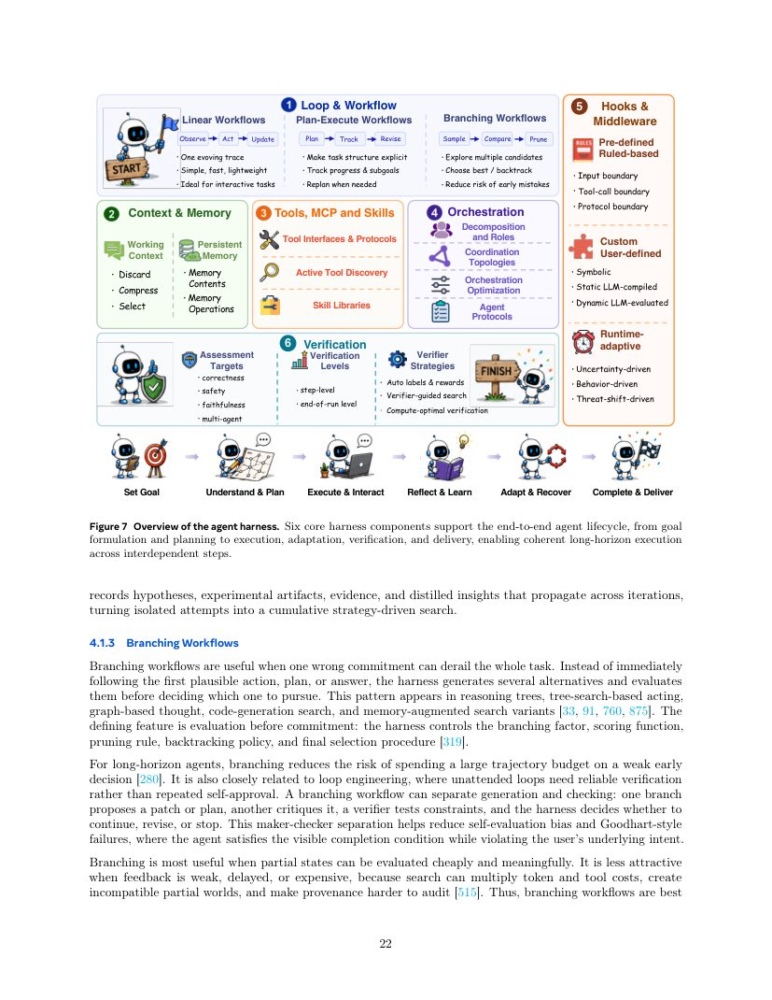 1 Loop & Workflow
Linear Workflows
Observe Act Update
· One evoving trace
· Simple, fast, lightweight
· Ideal for interactive tasks
Plan-Execute Workflows
Plan Track Revise
· Make task structure explicit
· Track progress & subgoals
· Replan when needed
Branching Workflows
Sample Compare Prune
· Explore multiple candidates
· Choose best / backtrack
· Reduce risk of early mistakes
START
2 Context & Memory
Working
Context
· Discard
· Compress
· Select
Persistent
Memory
· Memory
Contents
· Memory
Operations
3 Tools, MCP and Skills
Tool Interfaces & Protocols
Active Tool Discovery
Skill Libraries
4 Orchestration
Decomposition
and Roles
Coordination
Topologies
Orchestration
Optimization
Agent
Protocols
5 Hooks &
Middleware
RULES
Pre-defined
Ruled-based
· Input boundary
· Tool-call boundary
· Protocol boundary
Custom
User-defined
· Symbolic
· Static LLM-compiled
· Dynamic LLM-evaluated
Runtime-
adaptive
· Uncertainty-driven
· Behavior-driven
· Threat-shift-driven
6 Verification
Assessment
Targets
· correctness
· safety
· faithfulness
· multi-agent
Verification
Levels
· step-level
· end-of-run level
Verifier
Strategies
· Auto labels & rewards
· Verifier-guided search
· Compute-optimal verification
FINISH
Set Goal
Understand & Plan
Execute & Interact
Reflect & Learn
Adapt & Recover
Complete & Deliver
Figure 7 Overview of the agent harness. Six core harness components support the end-to-end agent lifecycle, from goal
formulation and planning to execution, adaptation, verification, and delivery, enabling coherent long-horizon execution
across interdependent steps.
records hypotheses, experimental artifacts, evidence, and distilled insights that propagate across iterations,
turning isolated attempts into a cumulative strategy-driven search.
4.1.3 Branching Workflows
Branching workflows are useful when one wrong commitment can derail the whole task. Instead of immediately
following the first plausible action, plan, or answer, the harness generates several alternatives and evaluates
them before deciding which one to pursue. This pattern appears in reasoning trees, tree-search-based acting,
graph-based thought, code-generation search, and memory-augmented search variants [33, 91, 760, 875]. The
defining feature is evaluation before commitment: the harness controls the branching factor, scoring function,
pruning rule, backtracking policy, and final selection procedure [319].
For long-horizon agents, branching reduces the risk of spending a large trajectory budget on a weak early
decision [280]. It is also closely related to loop engineering, where unattended loops need reliable verification
rather than repeated self-approval. A branching workflow can separate generation and checking: one branch
proposes a patch or plan, another critiques it, a verifier tests constraints, and the harness decides whether to
continue, revise, or stop. This maker-checker separation helps reduce self-evaluation bias and Goodhart-style
failures, where the agent satisfies the visible completion condition while violating the user's underlying intent.
Branching is most useful when partial states can be evaluated cheaply and meaningfully. It is less attractive
when feedback is weak, delayed, or expensive, because search can multiply token and tool costs, create
incompatible partial worlds, and make provenance harder to audit [515]. Thus, branching workflows are best
22